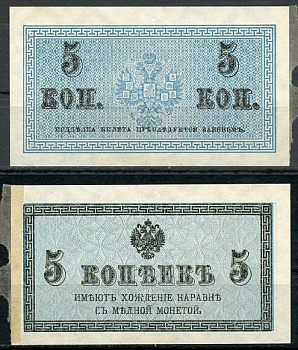 5 5
КОП. КОП.
ПОДДѢЛКА БИЛЕТА ПРЕСЛѢДУЕТСЯ ЗАКОНОМЪ.
5 КОПѢЕКЪ 5
ИМѢЮТЪ ХОЖДЕНІЕ НАРАВНѢ
СЪ МѢДНОЙ МОНЕТОЙ.